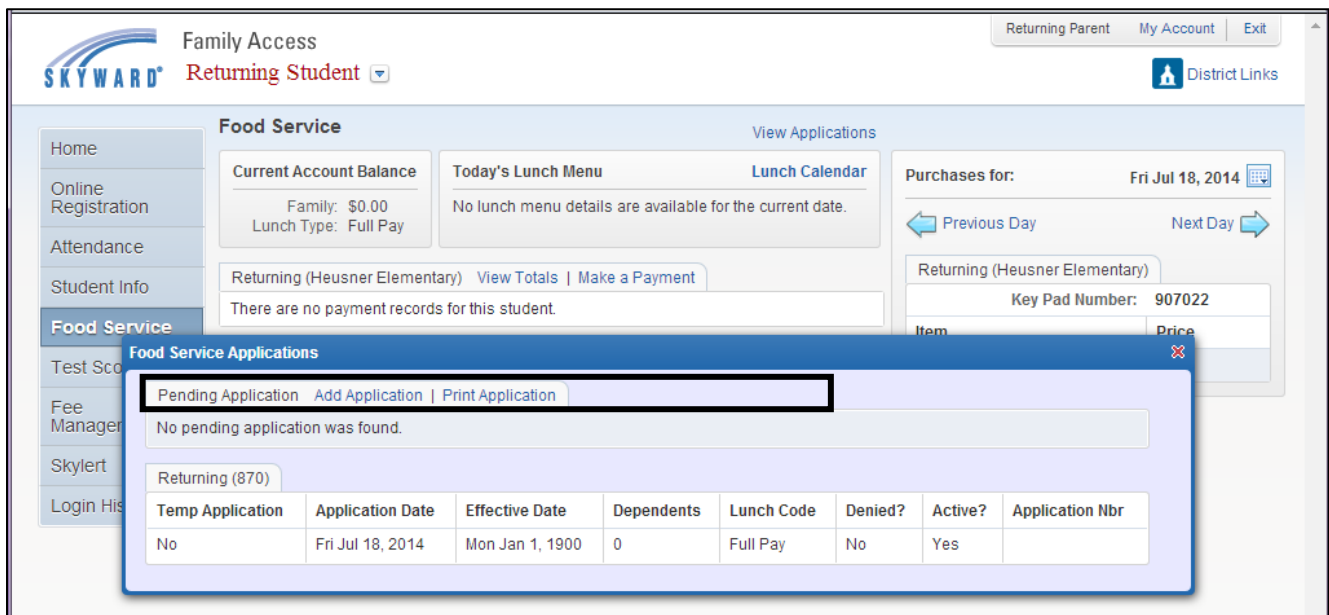 Returning Parent My Account | Exit
SKYWARD®
Family Access
Returning Student
District Links
Home
Online
Registration
Attendance
Student Info
Food Service
Test Sco
Fee
Manager
Skylert
Login His
Food Service
View Applications
Current Account Balance
Family: $0.00
Lunch Type: Full Pay
Today's Lunch Menu Lunch Calendar
No lunch menu details are available for the current date.
Returning (Heusner Elementary) View Totals | Make a Payment
There are no payment records for this student.
Purchases for: Fri Jul 18, 2014
Previous Day Next Day
Returning (Heusner Elementary)
Key Pad Number: 907022
Item Price
Food Service Applications
Pending Application Add Application | Print Application
No pending application was found.
Returning (870)
Temp Application Application Date Effective Date Dependents Lunch Code Denied? Active? Application Nbr
No Fri Jul 18, 2014 Mon Jan 1, 1900 0 Full Pay No Yes